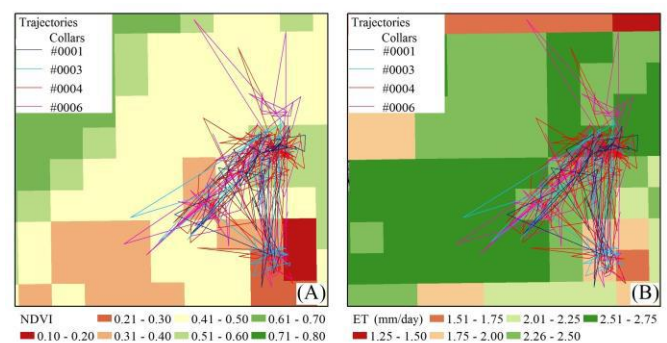 Trajectories
Collars
#0001
#0003
#0004
#0006
(A)
NDVI
0.10 - 0.20
0.21 - 0.30
0.31 - 0.40
0.41 - 0.50
0.51 - 0.60
0.61 - 0.70
0.71 - 0.80
Trajectories
Collars
#0001
#0003
#0004
#0006
(B)
ET (mm/day)
1.25 - 1.50
1.51 - 1.75
1.75 - 2.00
2.01 - 2.25
2.26 - 2.50
2.51 - 2.75